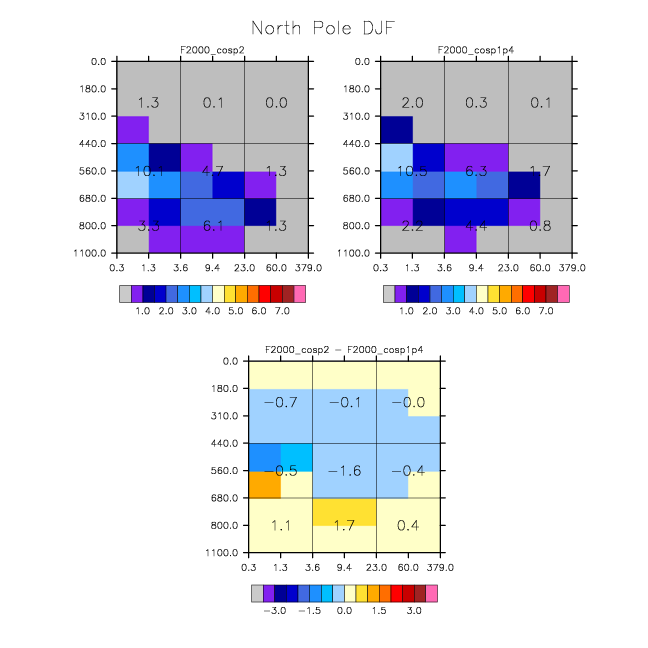 North Pole DJF
F2000_cosp2
0.0
180.0
310.0
440.0
560.0
680.0
800.0
1100.0
1.3 0.1 0.0
10.1 4.7 1.3
3.3 6.1 1.3
0.3 1.3 3.6 9.4 23.0 60.0 379.0
1.0 2.0 3.0 4.0 5.0 6.0 7.0
F2000_cosp1p4
0.0
180.0
310.0
440.0
560.0
680.0
800.0
1100.0
2.0 0.3 0.1
10.5 6.3 1.7
2.2 4.4 0.8
0.3 1.3 3.6 9.4 23.0 60.0 379.0
1.0 2.0 3.0 4.0 5.0 6.0 7.0
F2000_cosp2 − F2000_cosp1p4
0.0
180.0
310.0
440.0
560.0
680.0
800.0
1100.0
−0.7 −0.1 −0.0
−0.5 −1.6 −0.4
1.1 1.7 0.4
0.3 1.3 3.6 9.4 23.0 60.0 379.0
−3.0 −1.5 0.0 1.5 3.0